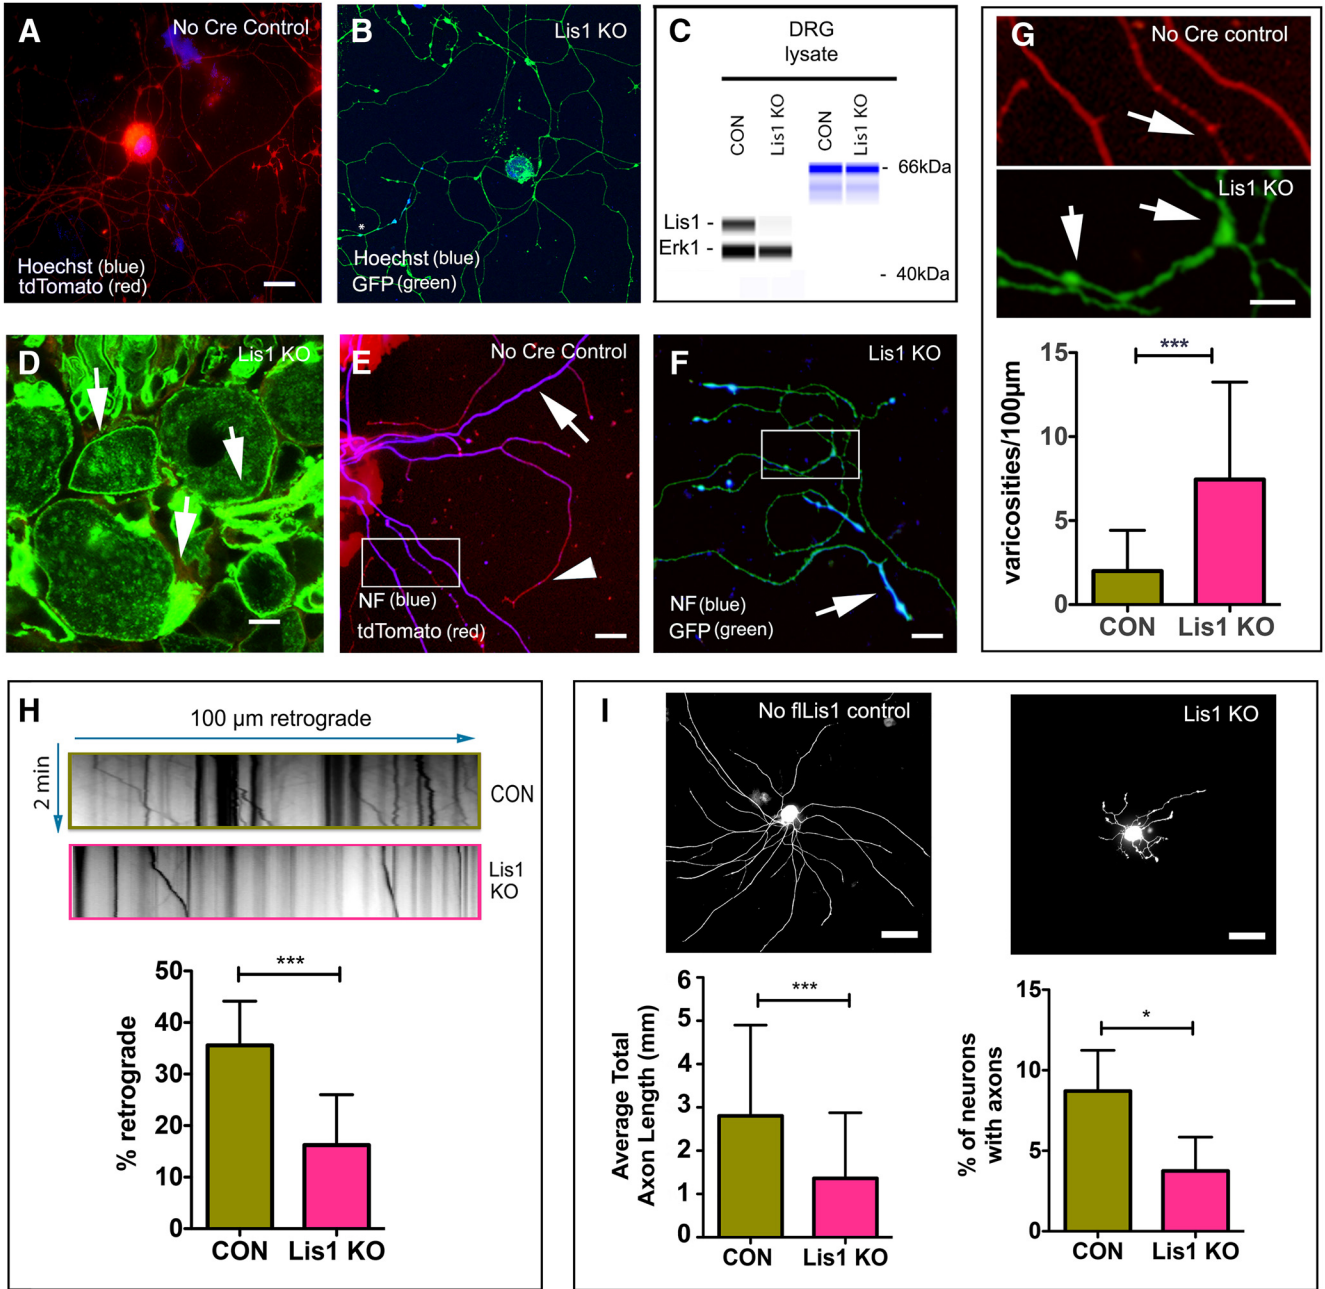 A
No Cre Control
Hoechst (blue)
tdTomato (red)
B
Lis1 KO
*
Hoechst (blue)
GFP (green)
C
DRG
lysate
CON
Lis1 KO
CON
Lis1 KO
- 66kDa
Lis1 -
Erk1 -
- 40kDa
D
Lis1 KO
E
No Cre Control
NF (blue)
tdTomato (red)
F
Lis1 KO
NF (blue)
GFP (green)
G
No Cre control
Lis1 KO
***
varicosities/100µm
15
10
5
0
CON
Lis1 KO
H
100 µm retrograde
2 min
CON
Lis1
KO
***
% retrograde
50
40
30
20
10
0
CON
Lis1 KO
I
No flLis1 control
Lis1 KO
***
Average Total
Axon Length (mm)
6
5
4
3
2
1
0
CON
Lis1 KO
*
% of neurons
with axons
15
10
5
0
CON
Lis1 KO